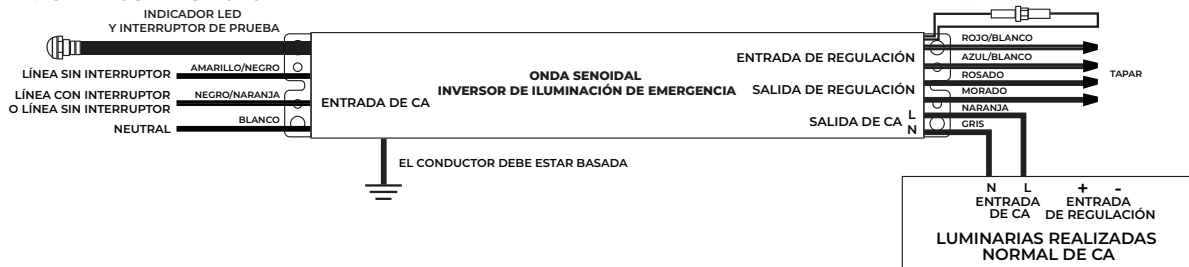 INDICADOR LED
Y INTERRUPTOR DE PRUEBA
LÍNEA SIN INTERRUPTOR
AMARILLO/NEGRO
LÍNEA CON INTERRUPTOR
O LÍNEA SIN INTERRUPTOR
NEGRO/NARANJA
NEUTRAL
BLANCO
ENTRADA DE CA
ONDA SENOIDAL
INVERSOR DE ILUMINACIÓN DE EMERGENCIA
ENTRADA DE REGULACIÓN
SALIDA DE REGULACIÓN
SALIDA DE CA
L
N
ROJO/BLANCO
AZUL/BLANCO
ROSADO
MORADO
NARANJA
GRIS
TAPAR
EL CONDUCTOR DEBE ESTAR BASADA
N L + -
ENTRADA DE CA
ENTRADA DE REGULACIÓN
LUMINARIAS REALIZADAS
NORMAL DE CA